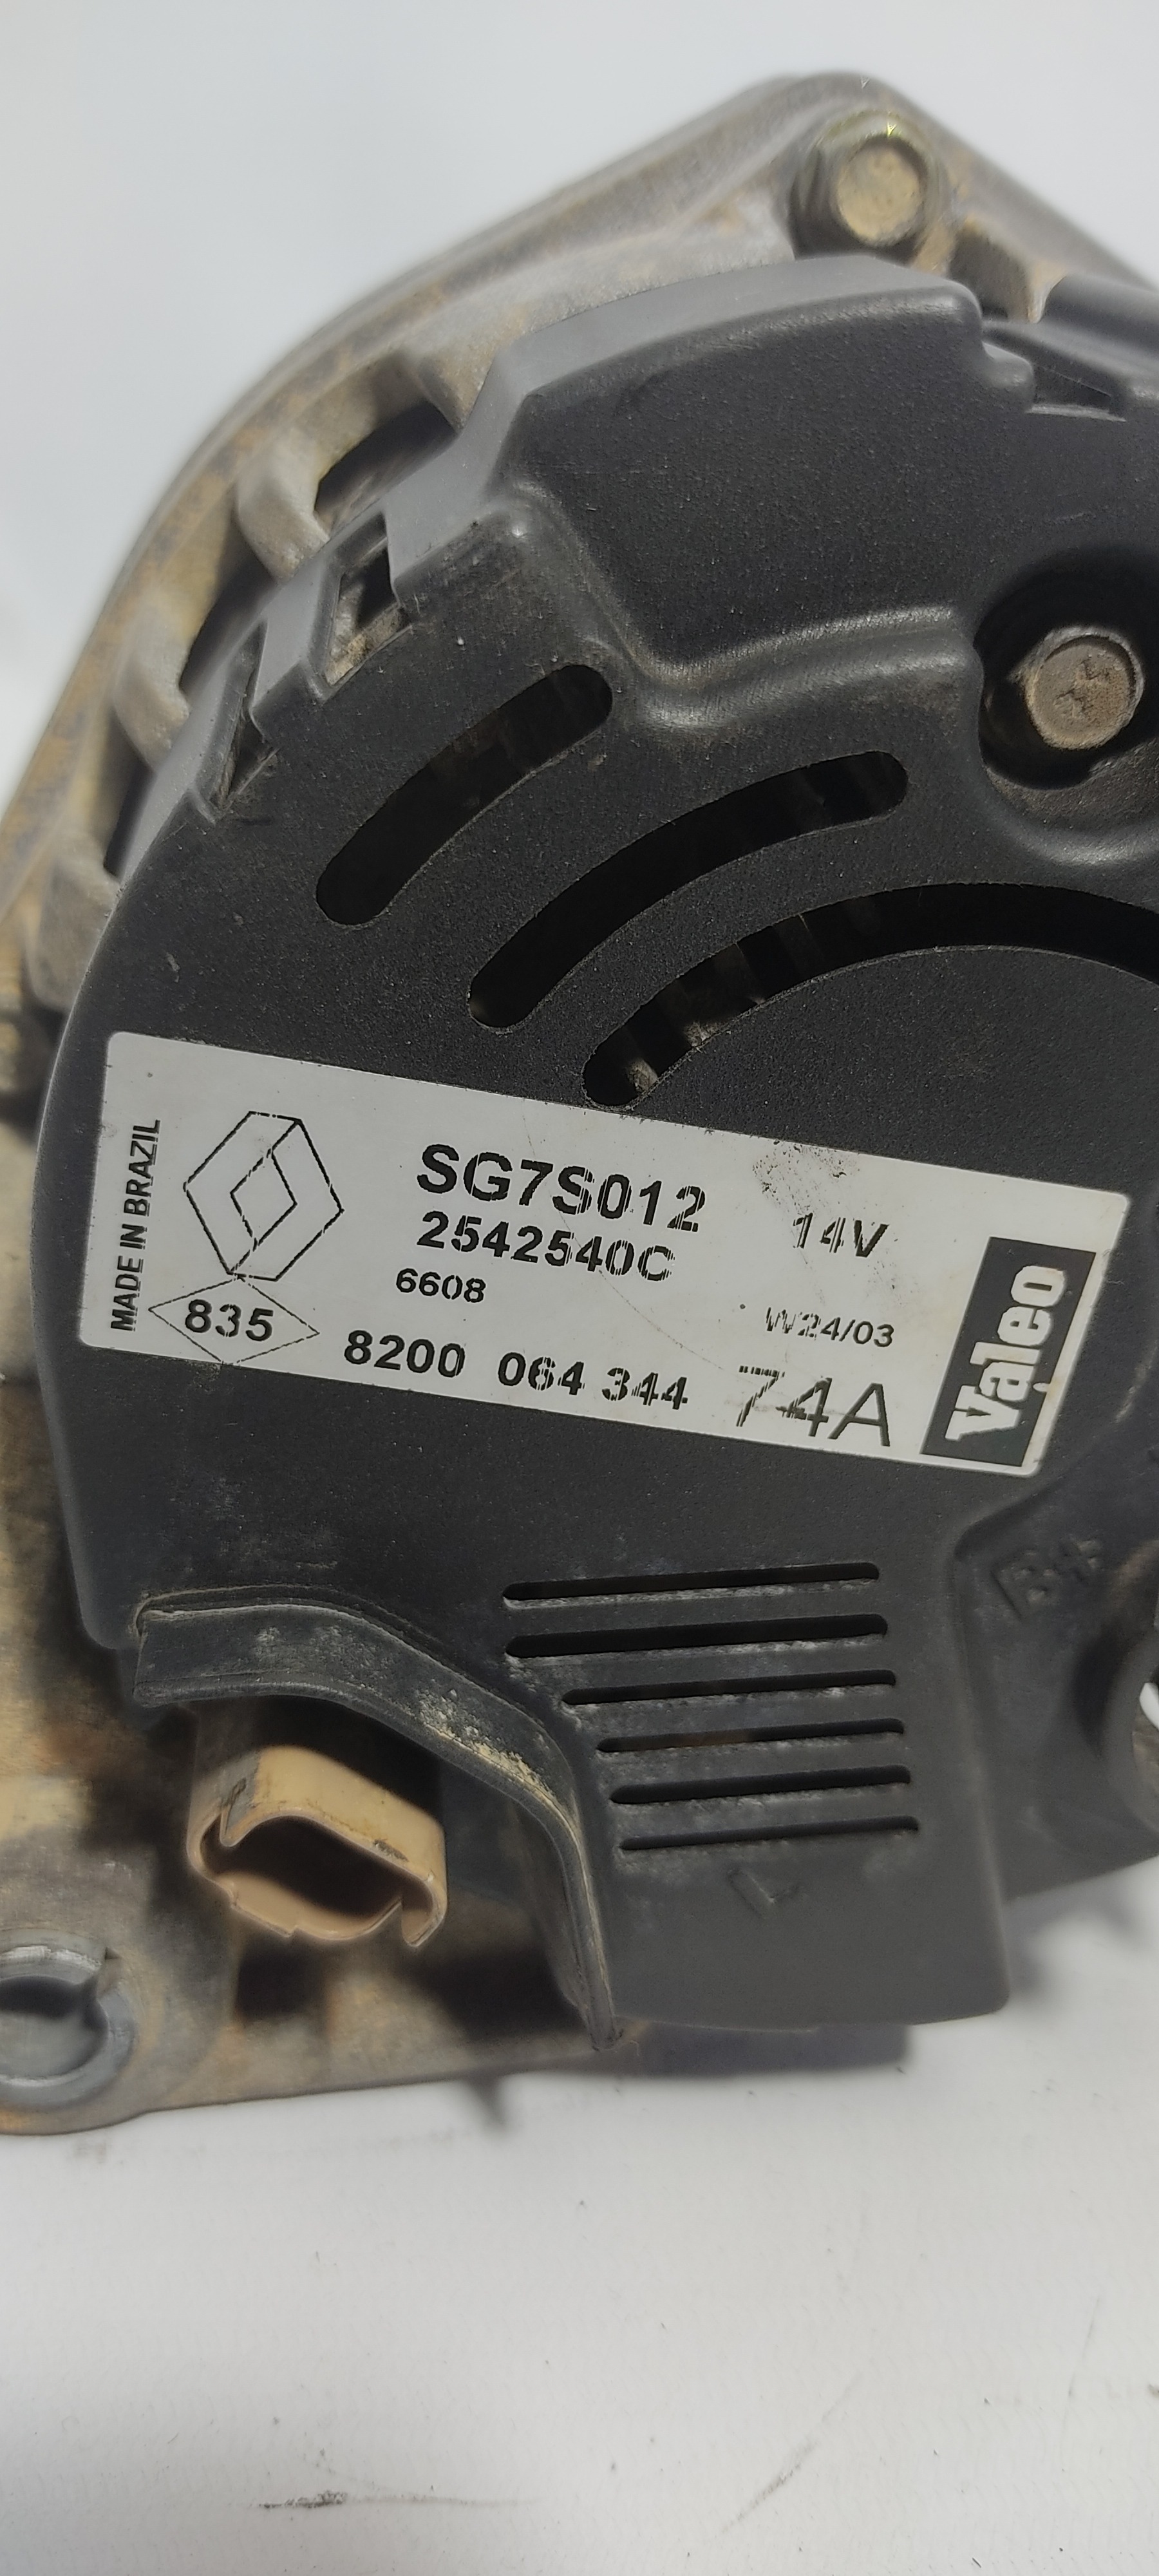 MADE IN BRAZIL
SG7S012
14V
2542540C
6608
W24/03
835
8200 064 344
74A
Valeo
B+
L